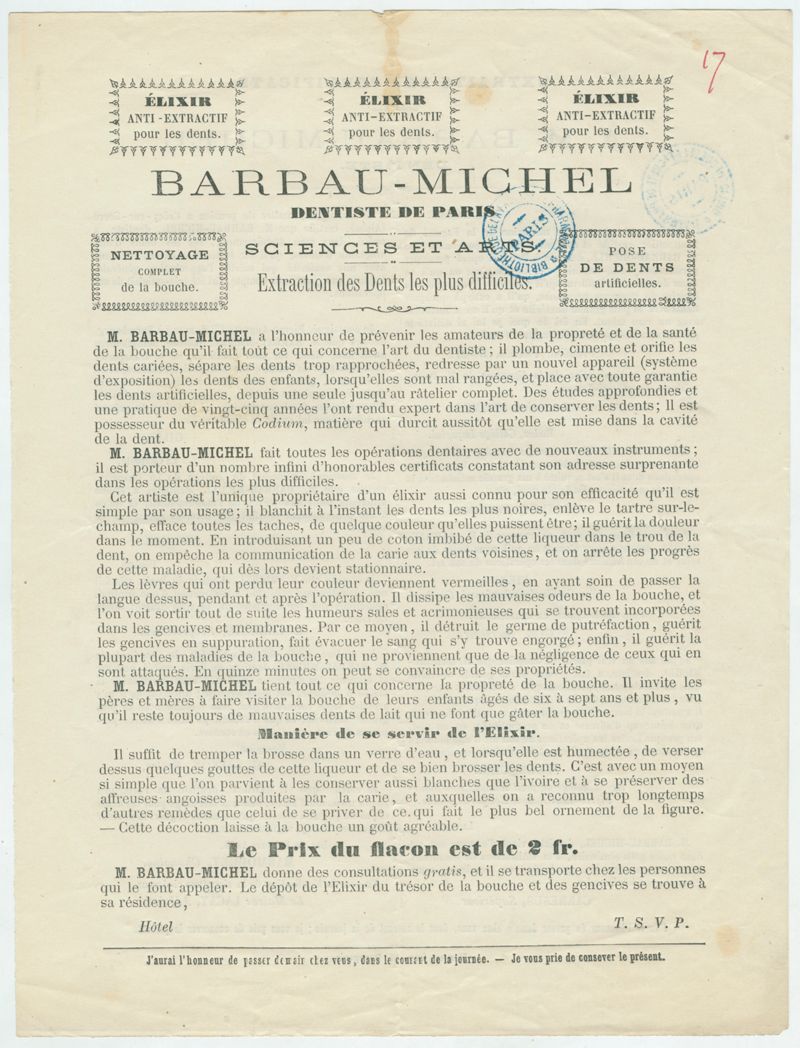 17
ÉLIXIR
ANTI-EXTRACTIF
pour les dents.
ÉLIXIR
ANTI-EXTRACTIF
pour les dents.
ÉLIXIR
ANTI-EXTRACTIF
pour les dents.
BARBAU-MICHEL
DENTISTE DE PARIS
NETTOYAGE
COMPLET
de la bouche.
SCIENCES ET ARTS
Extraction des Dents les plus difficiles.
POSE
DE DENTS
artificielles.
PARIS
M. BARBAU-MICHEL a l'honneur de prévenir les amateurs de la propreté et de la santé
de la bouche qu'il fait tout ce qui concerne l'art du dentiste; il plombe, cimente et orifie les
dents cariées, sépare les dents trop rapprochées, redresse par un nouvel appareil (système
d'exposition) les dents des enfants, lorsqu'elles sont mal rangées, et place avec toute garantie
les dents artificielles, depuis une seule jusqu'au râtelier complet. Des études approfondies et
une pratique de vingt-cinq années l'ont rendu expert dans l'art de conserver les dents; Il est
possesseur du véritable Codium, matière qui durcit aussitôt qu'elle est mise dans la cavité
de la dent.
M. BARBAU-MICHEL fait toutes les opérations dentaires avec de nouveaux instruments;
il est porteur d'un nombre infini d'honorables certificats constatant son adresse surprenante
dans les opérations les plus difficiles.
Cet artiste est l'unique propriétaire d'un élixir aussi connu pour son efficacité qu'il est
simple par son usage; il blanchit à l'instant les dents les plus noires, enlève le tartre sur-le-
champ, efface toutes les taches, de quelque couleur qu'elles puissent être; il guérit la douleur
dans le moment. En introduisant un peu de coton imbibé de cette liqueur dans le trou de la
dent, on empêche la communication de la carie aux dents voisines, et on arrête les progrès
de cette maladie, qui dès lors devient stationnaire.
Les lèvres qui ont perdu leur couleur deviennent vermeilles, en ayant soin de passer la
langue dessus, pendant et après l'opération. Il dissipe les mauvaises odeurs de la bouche, et
l'on voit sortir tout de suite les humeurs sales et acrimonieuses qui se trouvent incorporées
dans les gencives et membranes. Par ce moyen, il détruit le germe de putréfaction, guérit
les gencives en suppuration, fait évacuer le sang qui s'y trouve engorgé; enfin, il guérit la
plupart des maladies de la bouche, qui ne proviennent que de la négligence de ceux qui en
sont attaqués. En quinze minutes on peut se convaincre de ses propriétés.
M. BARBAU-MICHEL tient tout ce qui concerne la propreté de la bouche. Il invite les
pères et mères à faire visiter la bouche de leurs enfants âgés de six à sept ans et plus, vu
qu'il reste toujours de mauvaises dents de lait qui ne font que gâter la bouche.
Manière de se servir de l'Elixir.
Il suffit de tremper la brosse dans un verre d'eau, et lorsqu'elle est humectée, de verser
dessus quelques gouttes de cette liqueur et de se bien brosser les dents. C'est avec un moyen
si simple que l'on parvient à les conserver aussi blanches que l'ivoire et à se préserver des
affreuses angoisses produites par la carie, et auxquelles on a reconnu trop longtemps
d'autres remèdes que celui de se priver de ce qui fait le plus bel ornement de la figure.
— Cette décoction laisse à la bouche un goût agréable.
Le Prix du flacon est de 2 fr.
M. BARBAU-MICHEL donne des consultations gratis, et il se transporte chez les personnes
qui le font appeler. Le dépôt de l'Elixir du trésor de la bouche et des gencives se trouve à
sa résidence,
Hôtel
T. S. V. P.
J'aurai l'honneur de passer demair chez vous, dans le courant de la journée. — Je vous prie de consever le présent.